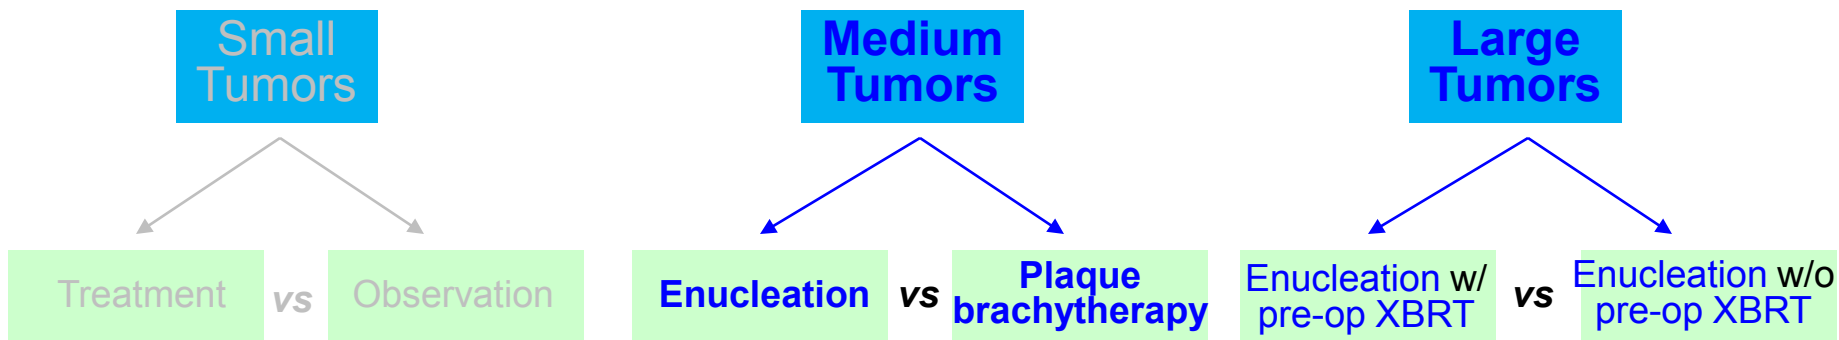 Small
Tumors
Medium
Tumors
Large
Tumors
Treatment
vs
Observation
Enucleation
vs
Plaque
brachytherapy
Enucleation w/
pre-op XBRT
vs
Enucleation w/o
pre-op XBRT